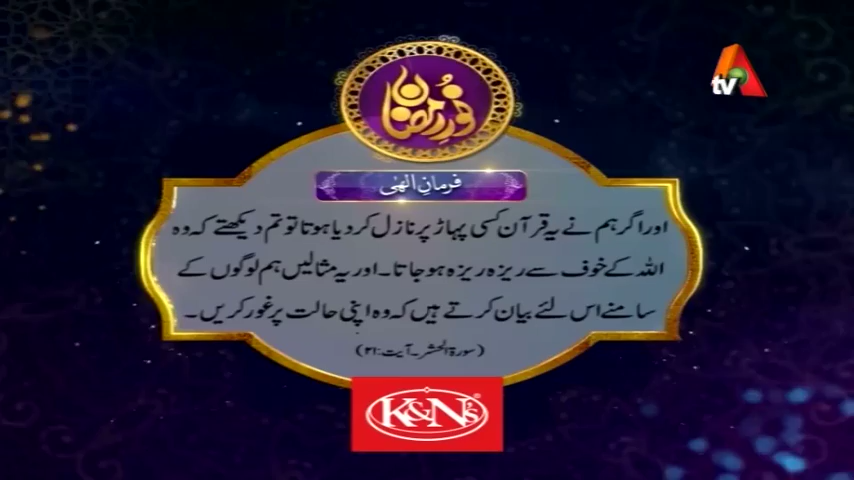 نورِ رمضان
tv
فرمانِ الٰہی
اور اگر ہم نے یہ قرآن کسی پہاڑ پر نازل کر دیا ہوتا تو تم دیکھتے کہ وہ
اللہ کے خوف سے ریزہ ریزہ ہو جاتا۔ اور یہ مثالیں ہم لوگوں کے
سامنے اس لئے بیان کرتے ہیں کہ وہ اپنی حالت پر غور کریں۔
(سورۃ الحشر۔ آیت:۲۱)
K&N's®